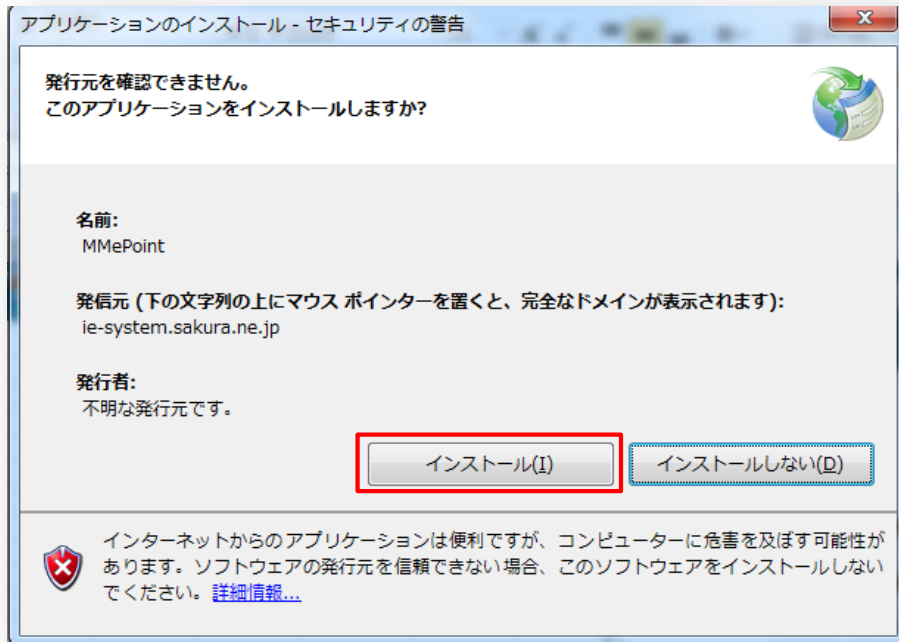 アプリケーションのインストール - セキュリティの警告
発行元を確認できません。
このアプリケーションをインストールしますか?
名前:
MMePoint
発信元 (下の文字列の上にマウス ポインターを置くと、完全なドメインが表示されます):
ie-system.sakura.ne.jp
発行者:
不明な発行元です。
インストール(I)
インストールしない(D)
インターネットからのアプリケーションは便利ですが、コンピューターに危害を及ぼす可能性が
あります。ソフトウェアの発行元を信頼できない場合、このソフトウェアをインストールしない
でください。詳細情報...